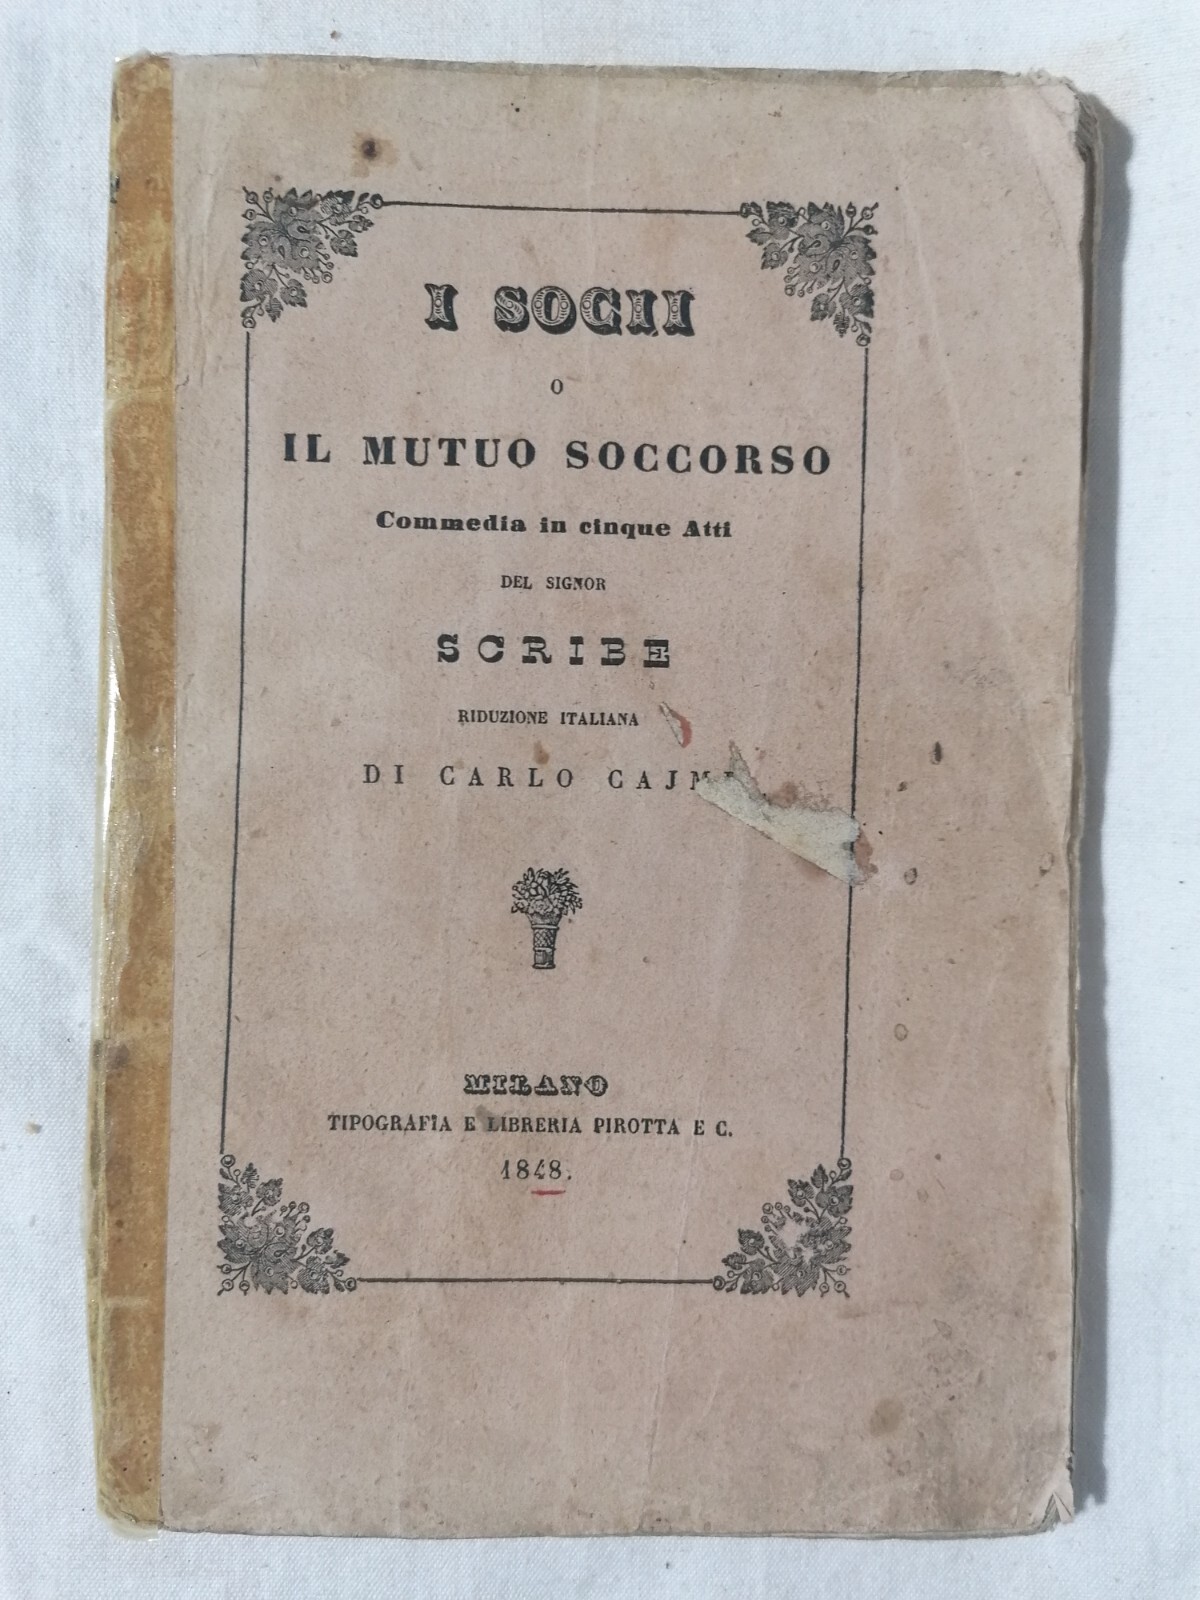 I SOCII
O
IL MUTUO SOCCORSO
Commedia in cinque Atti
DEL SIGNOR
SCRIBE
RIDUZIONE ITALIANA
DI CARLO
MILANO
TIPOGRAFIA E LIBRERIA PIROTTA E C.
1848.